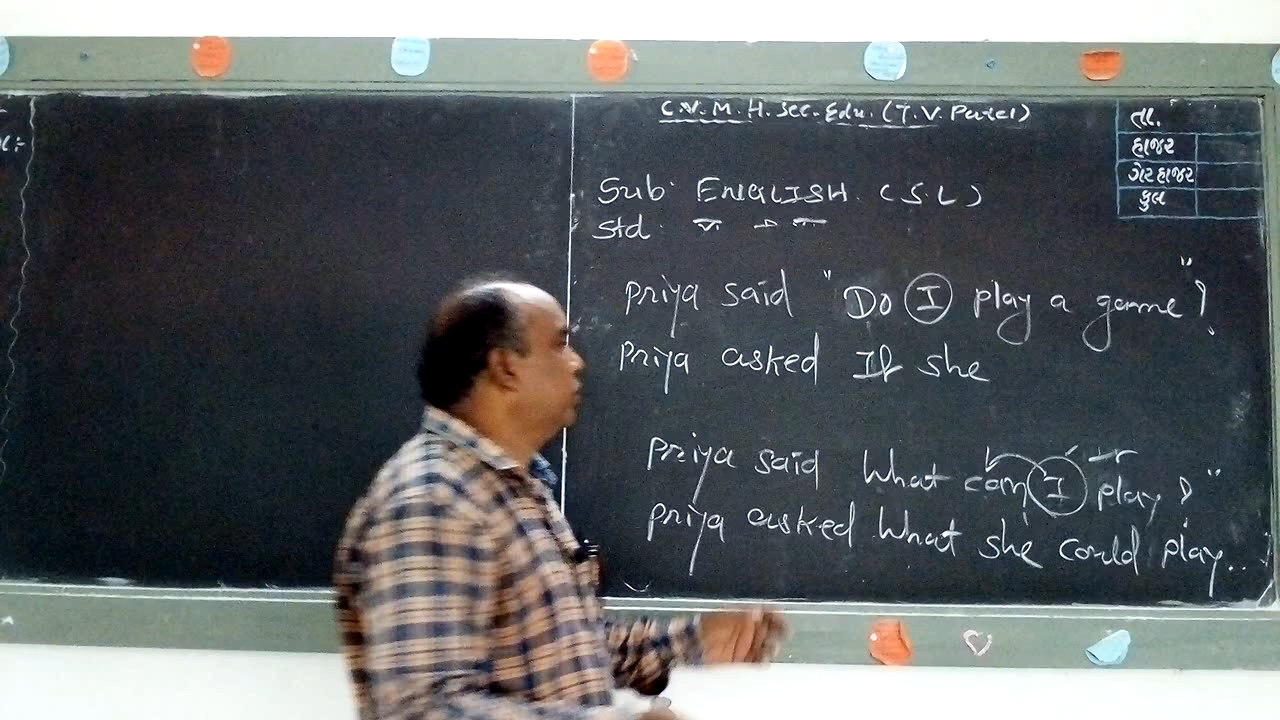 C.V.M. H. Sec. Edu. (T. V. Patel)
તા.
હાજર
ગેરહાજર
કુલ
Sub: ENGLISH. (S.L)
Std.
Priya said "Do I play a game"?
Priya asked If she
Priya said What can I play?"
Priya asked What she could play..